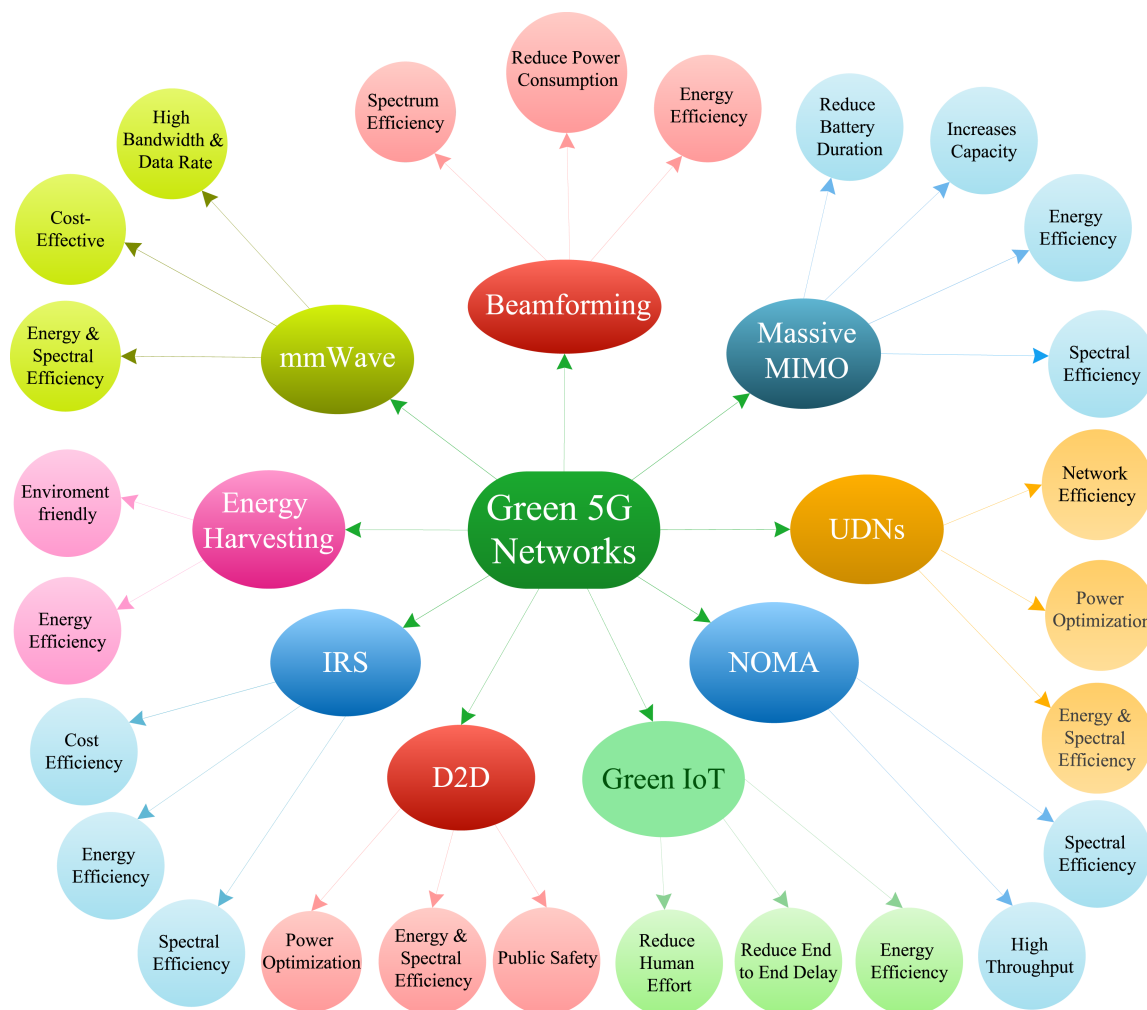 Reduce Power
Consumption
Spectrum
Efficiency
Energy
Efficiency
High
Bandwidth &
Data Rate
Reduce
Battery
Duration
Increases
Capacity
Cost-
Effective
Energy
Efficiency
Beamforming
Energy &
Spectral
Efficiency
mmWave
Massive
MIMO
Spectral
Efficiency
Enviroment
friendly
Energy
Harvesting
Green 5G
Networks
UDNs
Network
Efficiency
Energy
Efficiency
Power
Optimization
IRS
NOMA
Cost
Efficiency
D2D
Green IoT
Energy &
Spectral
Efficiency
Energy
Efficiency
Spectral
Efficiency
Spectral
Efficiency
Power
Optimization
Energy &
Spectral
Efficiency
Public Safety
Reduce
Human
Effort
Reduce End
to End Delay
Energy
Efficiency
High
Throughput